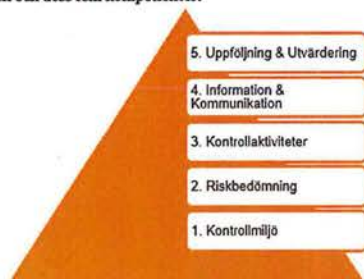 5. Uppföljning & Utvärdering
4. Information &
Kommunikation
3. Kontrollaktiviteter
2. Riskbedömning
1. Kontrollmiljö